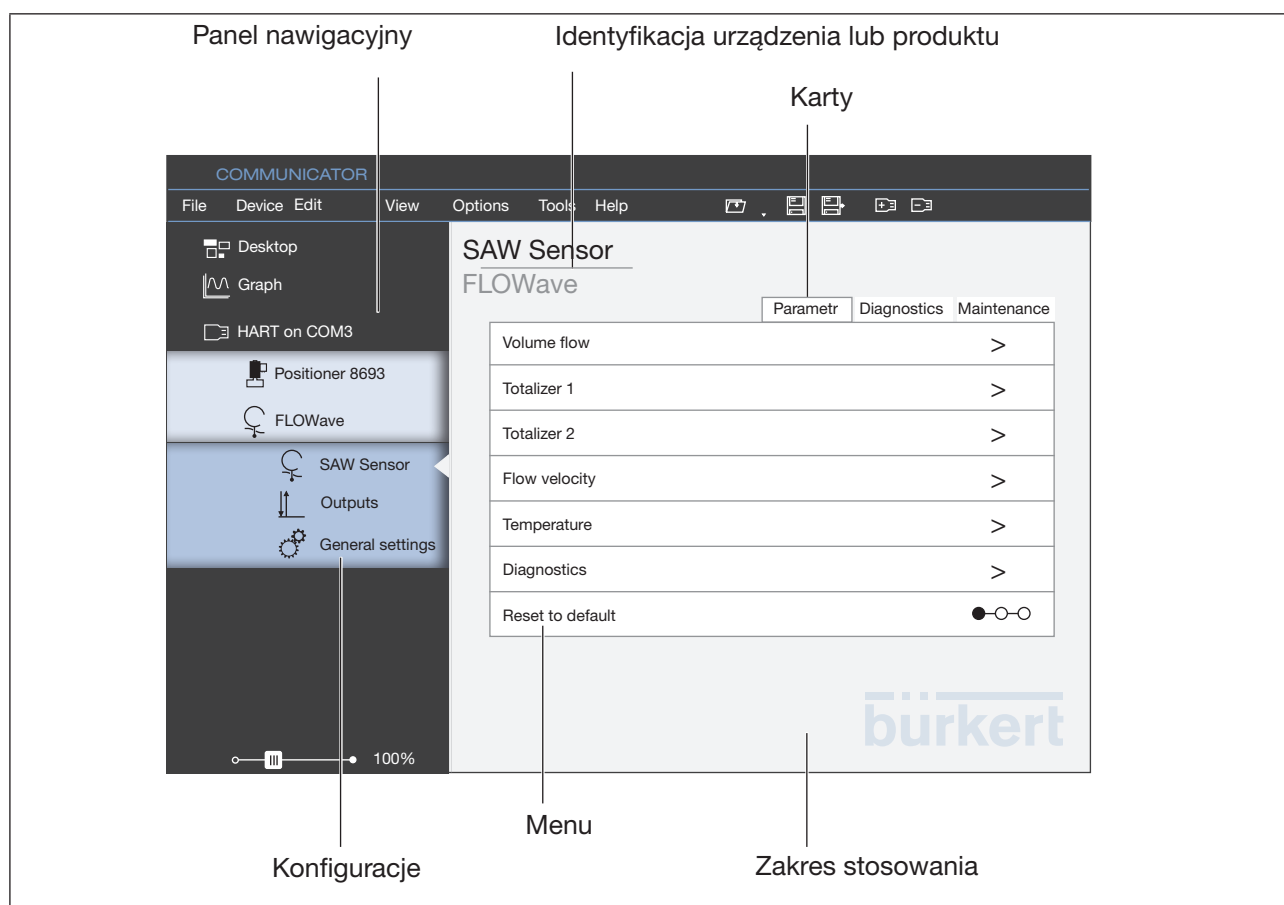 Panel nawigacyjny
Identyfikacja urządzenia lub produktu
Karty
COMMUNICATOR
File Device Edit View Options Tools Help
Desktop
Graph
HART on COM3
Positioner 8693
FLOWave
SAW Sensor
Outputs
General settings
100%
SAW Sensor
FLOWave
Parametr Diagnostics Maintenance
Volume flow >
Totalizer 1 >
Totalizer 2 >
Flow velocity >
Temperature >
Diagnostics >
Reset to default
bürkert
Menu
Konfiguracje
Zakres stosowania